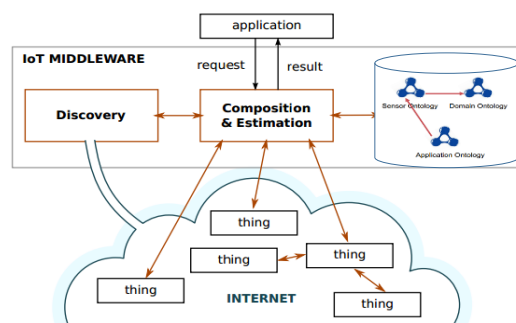 application
IoT MIDDLEWARE
request
result
Discovery
Composition
& Estimation
Sensor Ontology
Domain Ontology
Application Ontology
thing
thing
thing
thing
INTERNET
thing